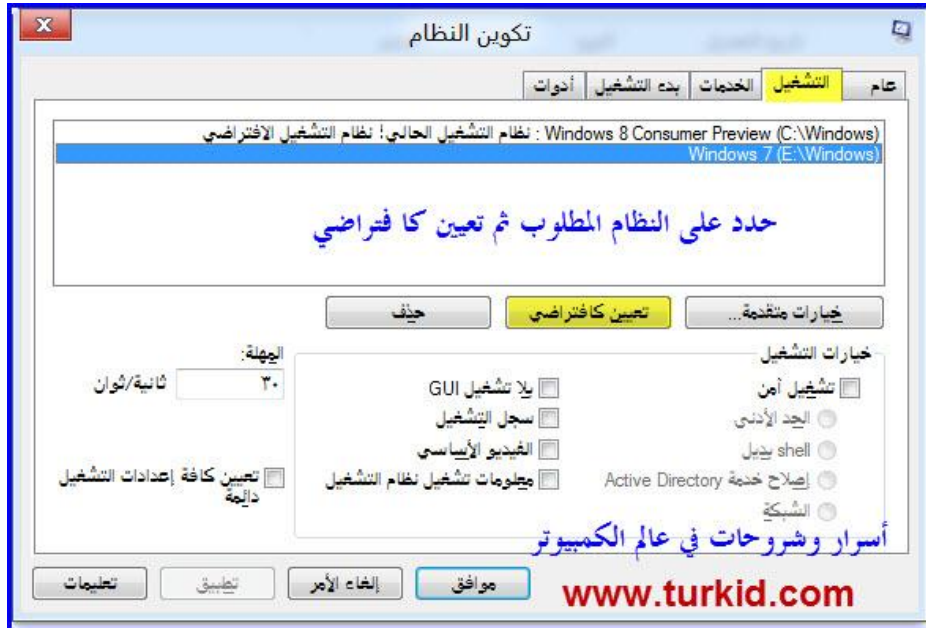 تكوين النظام
عام التشغيل الخدمات بدء التشغيل أدوات
Windows 8 Consumer Preview (C:\Windows) : نظام التشغيل الحالي; نظام التشغيل الافتراضي
Windows 7 (E:\Windows)
حدد على النظام المطلوب ثم تعيين كا فتراضي
خيارات متقدمة... تعيين كافتراضي حذف
خيارات التشغيل
المهلة:
تشغيل آمن
بلا تشغيل GUI
٣٠ ثانية/ثوان
الحد الأدنى
سجل التشغيل
shell بديل
الفيديو الأساسي
إصلاح خدمة Active Directory
معلومات تشغيل نظام التشغيل
تعيين كافة إعدادات التشغيل
دائمة
الشبكة
أسرار وشروحات في عالم الكمبيوتر
موافق إلغاء الأمر تطبيق تعليمات
www.turkid.com